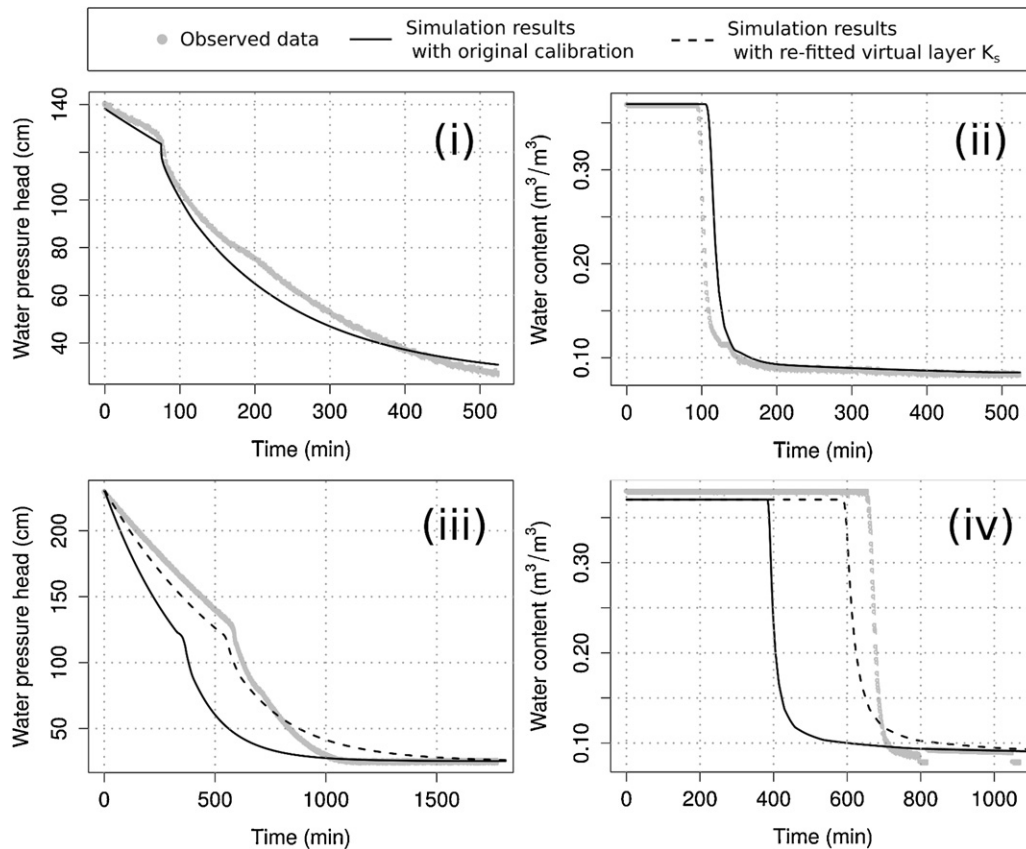 Observed data
Simulation results
with original calibration
Simulation results
with re-fitted virtual layer Ks
(i)
Water pressure head (cm)
140
100
80
60
40
0 100 200 300 400 500
Time (min)
(ii)
Water content (m³/m³)
0.30
0.20
0.10
0 100 200 300 400 500
Time (min)
(iii)
Water pressure head (cm)
200
150
100
50
0 500 1000 1500
Time (min)
(iv)
Water content (m³/m³)
0.30
0.20
0.10
0 200 400 600 800 1000
Time (min)